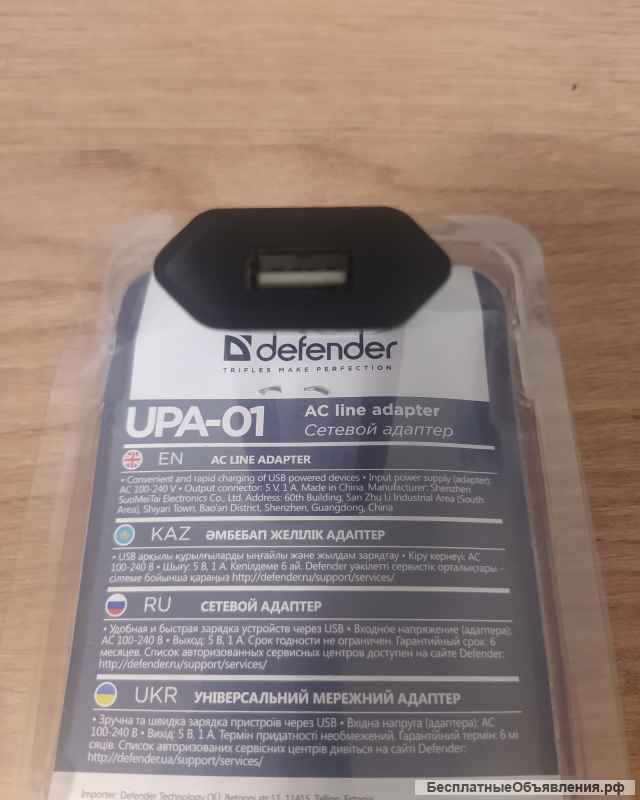 defender
TRIFLES MAKE PERFECTION
UPA-01
AC line adapter
Сетевой адаптер
EN AC LINE ADAPTER
• Convenient and rapid charging of USB powered devices • Input power supply (adapter):
AC 100-240 V • Output connector: 5 V, 1 A. Made in China. Manufacturer: Shenzhen
SuoMeiTai Electronics Co., Ltd. Address: 60th Building, San Zhu Li Industrial Area (South
Area), Shiyan Town, Bao'an District, Shenzhen, Guangdong, China
KAZ ӘМБЕБАП ЖЕЛІЛІК АДАПТЕР
• USB арқылы құрылғыларды ыңғайлы және жылдам зарядтау • Кіру кернеуі: AC
100-240 В • Шығу: 5 В, 1 А. Кепілдеме 6 ай. Defender уәкілетті сервистік орталықтары –
сілтеме бойынша қараңыз http://defender.ru/support/services/
RU СЕТЕВОЙ АДАПТЕР
• Удобная и быстрая зарядка устройств через USB • Входное напряжение (адаптера):
AC 100-240 В • Выход: 5 В, 1 А. Срок годности не ограничен. Гарантийный срок: 6
месяцев. Список авторизованных сервисных центров доступен на сайте Defender:
http://defender.ru/support/services/
UKR УНІВЕРСАЛЬНИЙ МЕРЕЖНИЙ АДАПТЕР
• Зручна та швидка зарядка пристроїв через USB • Вхідна напруга (адаптера): AC
100-240 В • Вихід: 5 В, 1 А. Термін придатності необмежений. Гарантійний термін: 6 мі
сяців. Список авторизованих сервісних центрів дивіться на сайті Defender:
http://defender.ua/support/services/
Importer: Defender Technology OÜ, Betooni str.
БесплатныеОбъявления.рф